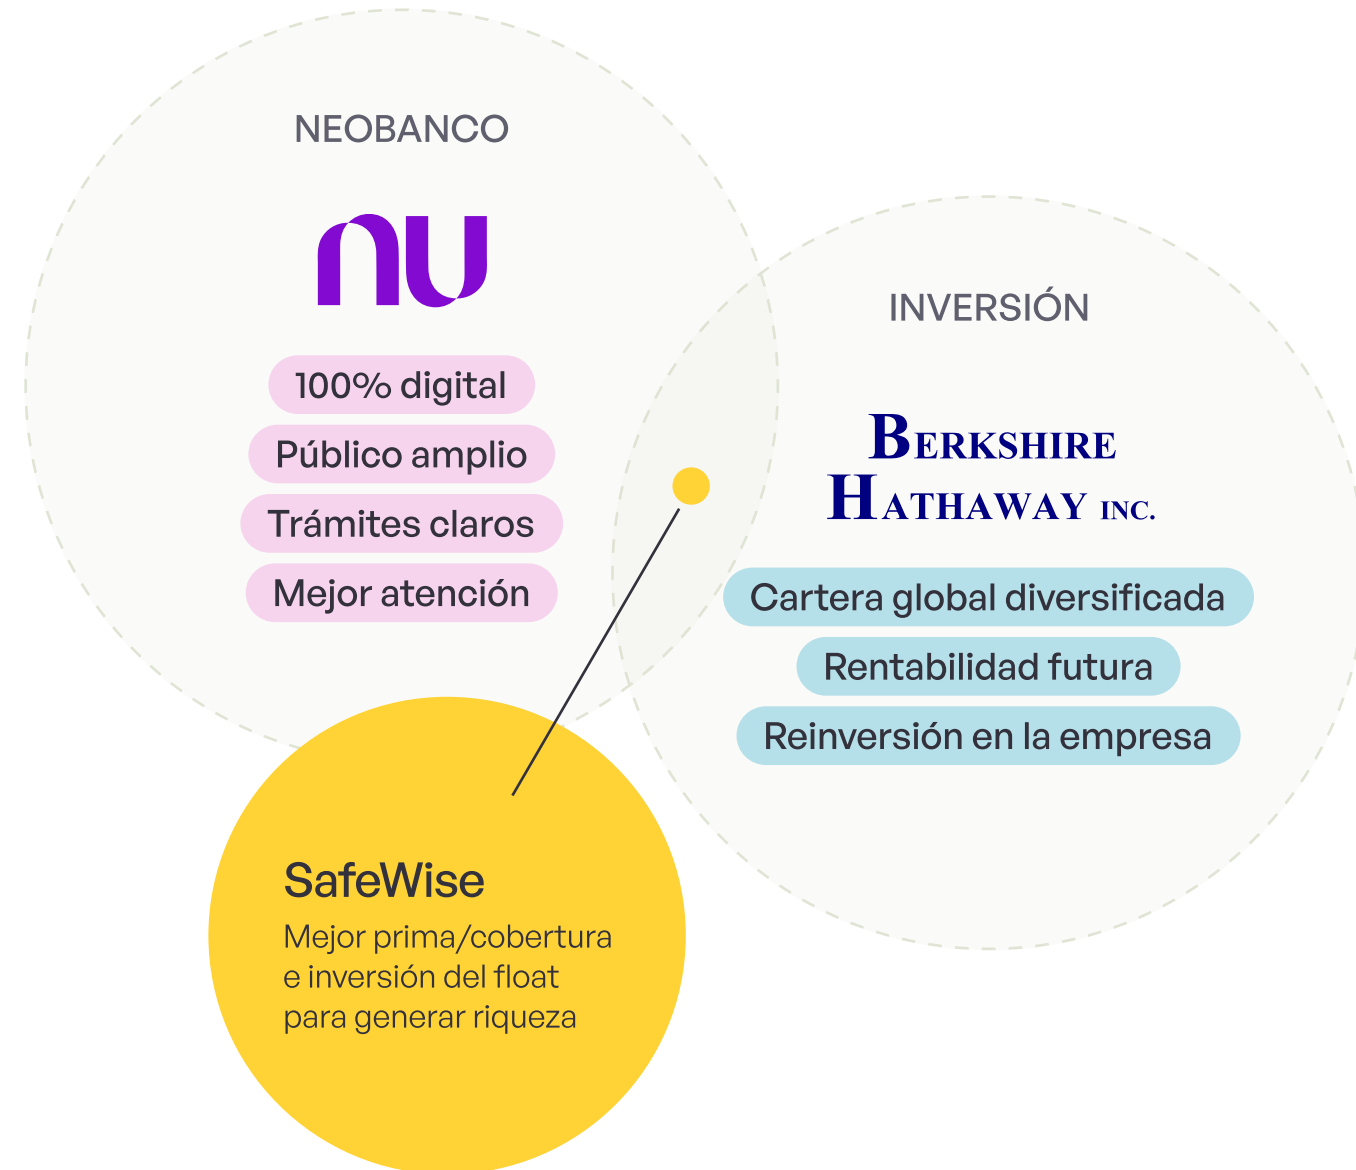 NEOBANCO
nu
100% digital
Público amplio
Trámites claros
Mejor atención
INVERSIÓN
BERKSHIRE
HATHAWAY INC.
Cartera global diversificada
Rentabilidad futura
Reinversión en la empresa
SafeWise
Mejor prima/cobertura
e inversión del float
para generar riqueza